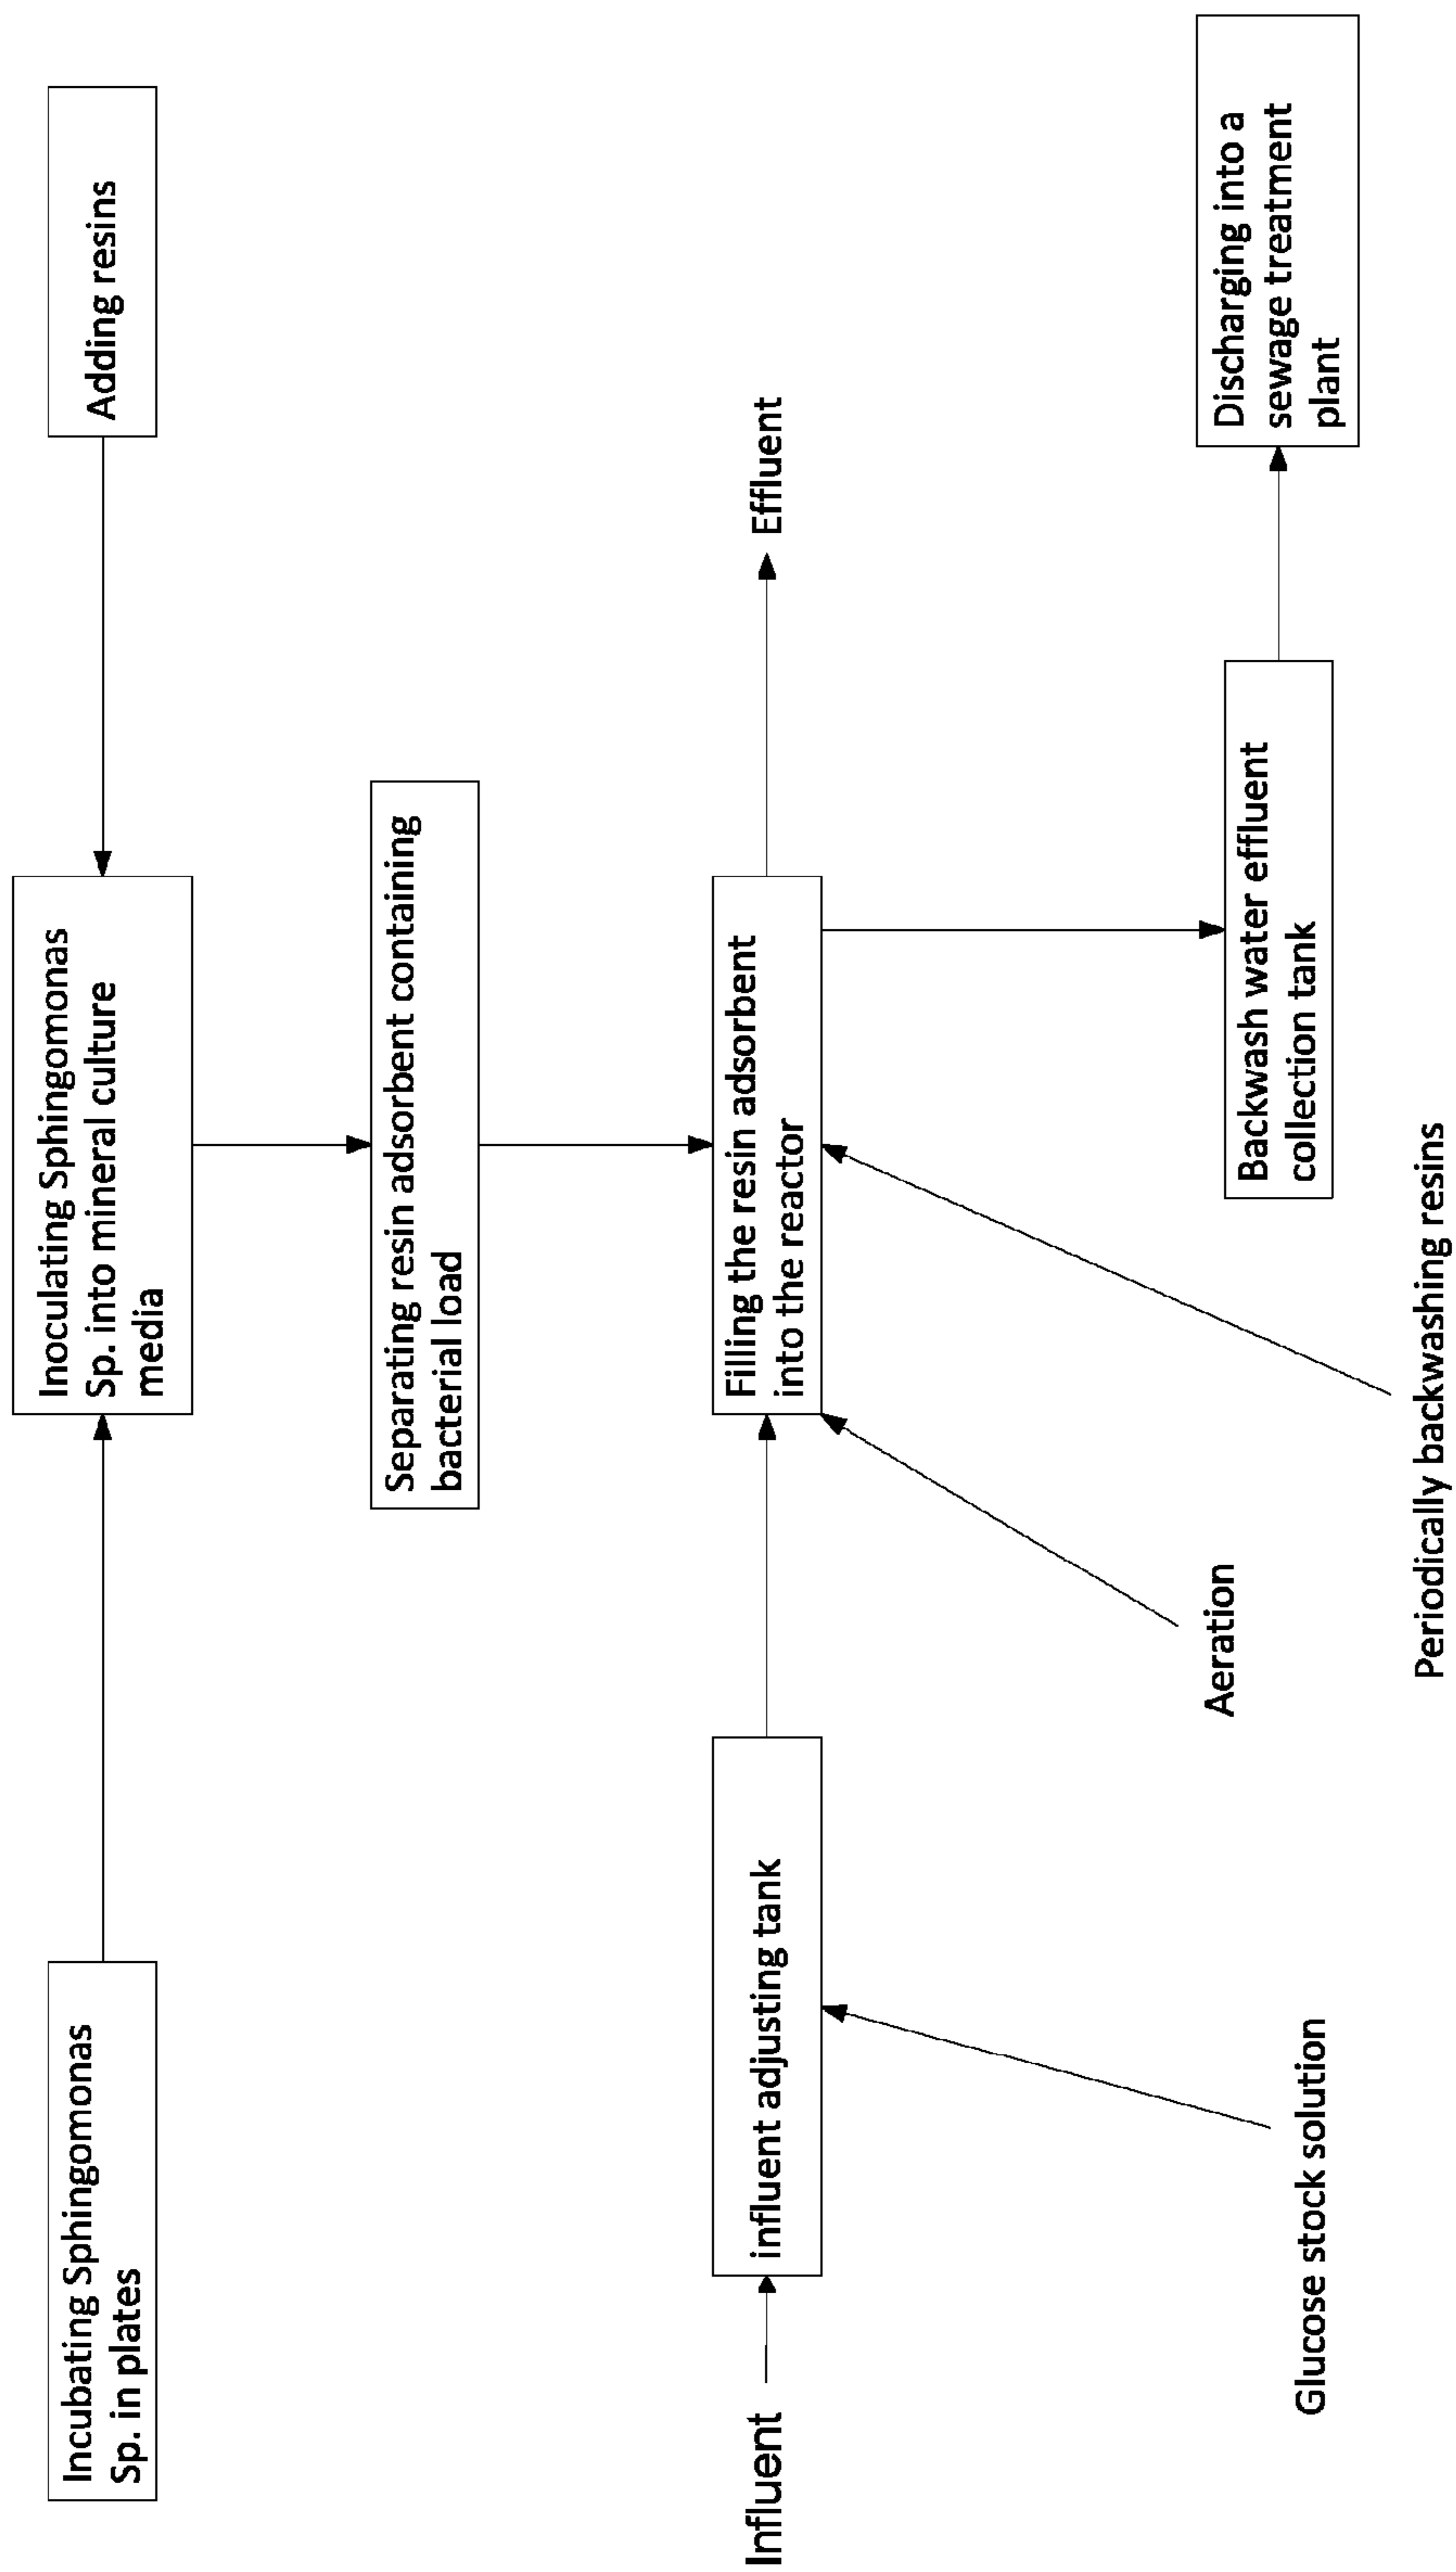 Incubating Sphingomonas
Sp. in plates
Inoculating Sphingomonas
Sp. into mineral culture
media
Adding resins
Separating resin adsorbent containing
bacterial load
Influent
influent adjusting tank
Filling the resin adsorbent
into the reactor
Effluent
Glucose stock solution
Aeration
Periodically backwashing resins
Backwash water effluent
collection tank
Discharging into a
sewage treatment
plant